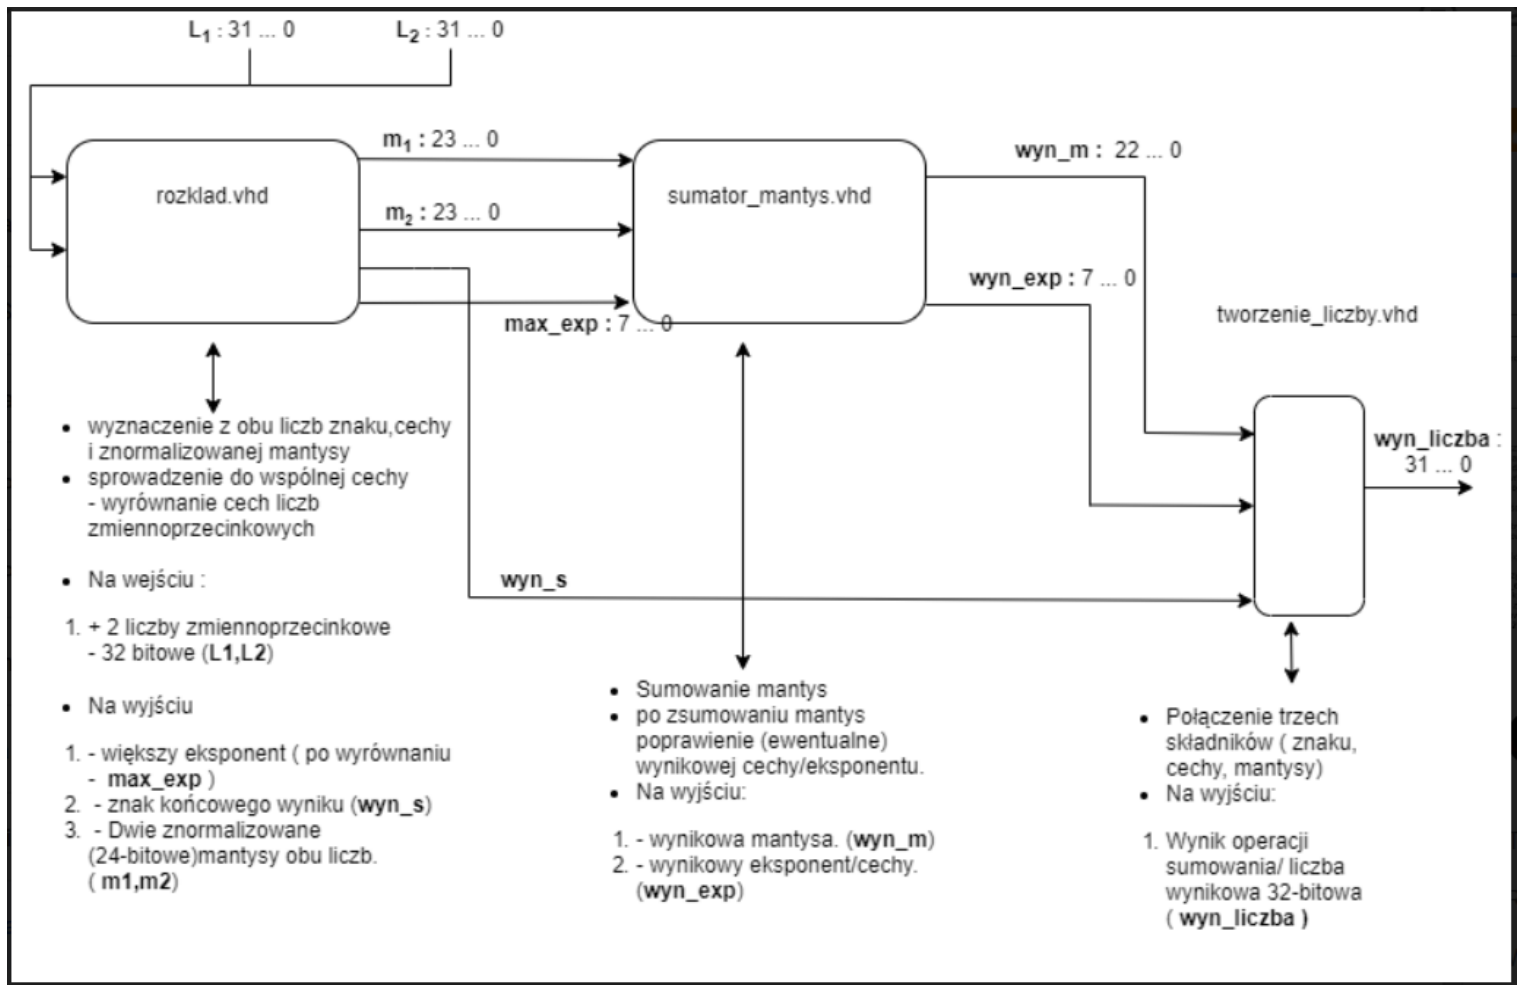 L1 : 31 ... 0
L2 : 31 ... 0
m1 : 23 ... 0
m2 : 23 ... 0
max_exp : 7 ... 0
rozklad.vhd
sumator_mantys.vhd
wyn_m : 22 ... 0
wyn_exp : 7 ... 0
tworzenie_liczby.vhd
wyn_liczba :
31 ... 0
wyn_s
• wyznaczenie z obu liczb znaku,cechy
i znormalizowanej mantysy
• sprowadzenie do wspólnej cechy
- wyrównanie cech liczb
zmiennoprzecinkowych
• Na wejściu :
1. + 2 liczby zmiennoprzecinkowe
- 32 bitowe (L1,L2)
• Na wyjściu
1. - większy eksponent ( po wyrównaniu
- max_exp )
2. - znak końcowego wyniku (wyn_s)
3. - Dwie znormalizowane
(24-bitowe)mantysy obu liczb.
( m1,m2)
• Sumowanie mantys
• po zsumowaniu mantys
poprawienie (ewentualne)
wynikowej cechy/eksponentu.
• Na wyjściu:
1. - wynikowa mantysa. (wyn_m)
2. - wynikowy eksponent/cechy.
(wyn_exp)
• Połączenie trzech
składników ( znaku,
cechy, mantysy)
• Na wyjściu:
1. Wynik operacji
sumowania/ liczba
wynikowa 32-bitowa
( wyn_liczba )